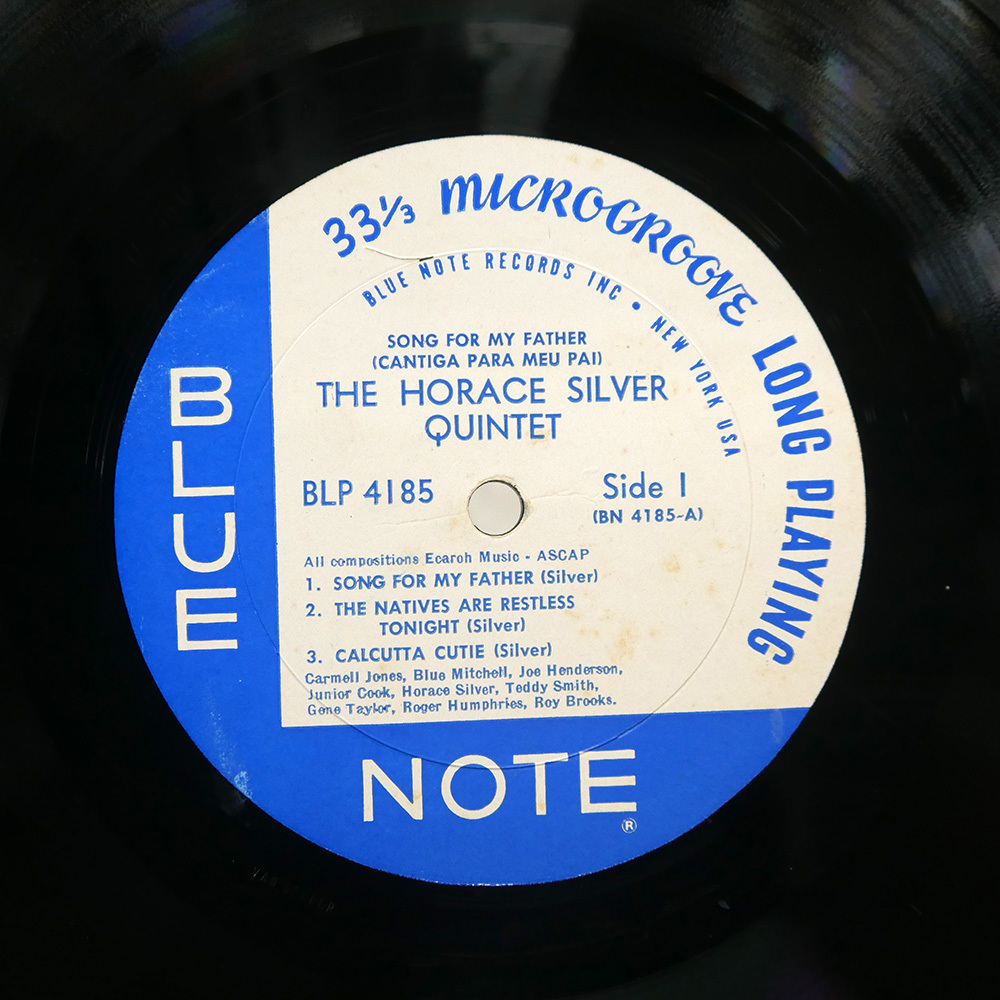 33⅓ MICROGROOVE LONG PLAYING
BLUE NOTE RECORDS INC • NEW YORK USA
SONG FOR MY FATHER
(CANTIGA PARA MEU PAI)
THE HORACE SILVER
QUINTET
BLP 4185
Side 1
(BN 4185-A)
All compositions Ecaroh Music - ASCAP
1. SONG FOR MY FATHER (Silver)
2. THE NATIVES ARE RESTLESS
TONIGHT (Silver)
3. CALCUTTA CUTIE (Silver)
Carmell Jones, Blue Mitchell, Joe Henderson,
Junior Cook, Horace Silver, Teddy Smith,
Gene Taylor, Roger Humphries, Roy Brooks.
BLUE
NOTE
®